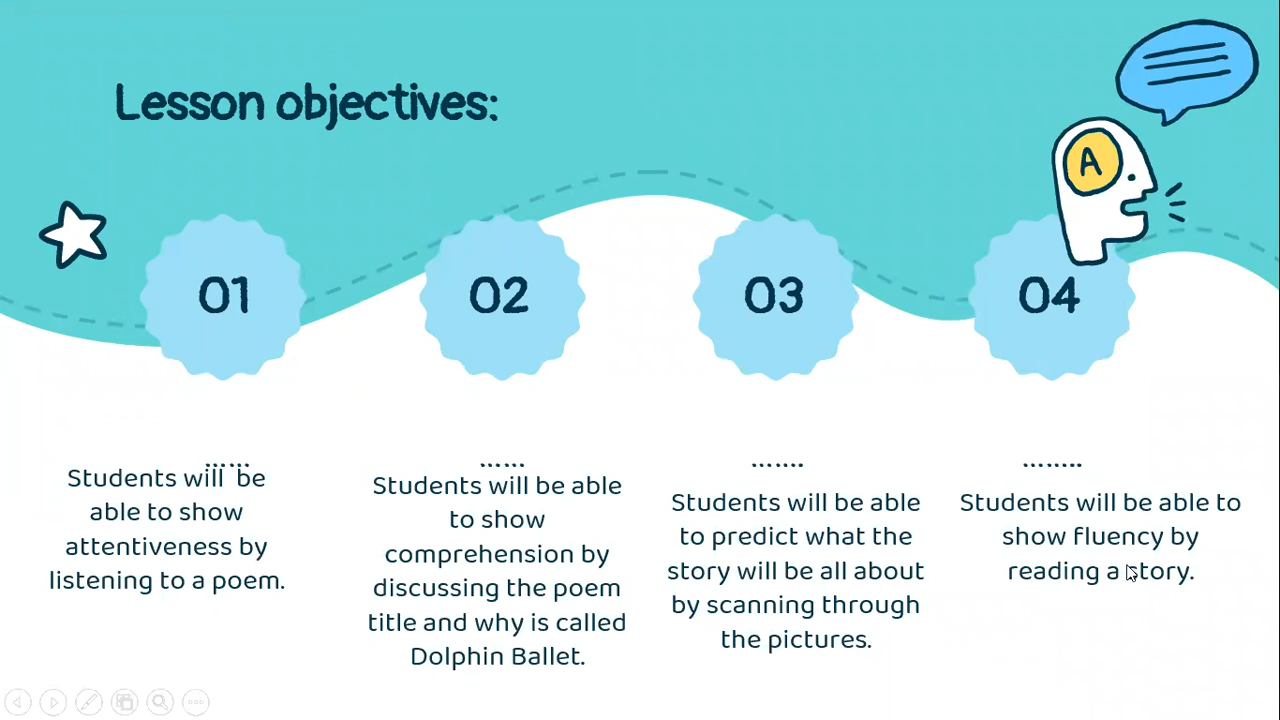 Lesson objectives:
A
01
02
03
04
......
Students will be
able to show
attentiveness by
listening to a poem.
......
Students will be able
to show
comprehension by
discussing the poem
title and why is called
Dolphin Ballet.
.......
Students will be able
to predict what the
story will be all about
by scanning through
the pictures.
........
Students will be able to
show fluency by
reading a story.